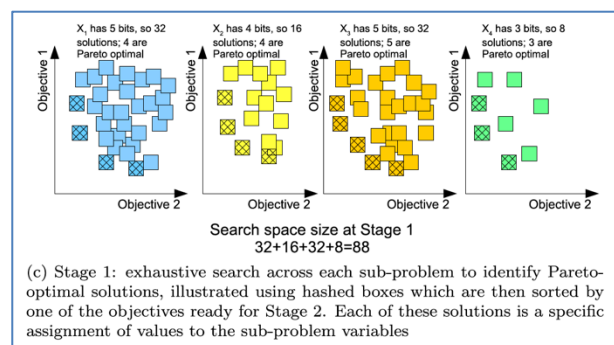 X1 has 5 bits, so 32
solutions; 4 are
Pareto optimal
X2 has 4 bits, so 16
solutions; 4 are
Pareto optimal
X3 has 5 bits, so 32
solutions;
5 are
Pareto optimal
X4 has 3 bits, so 8
solutions;
3 are
Pareto optimal
Objective 1
Objective 1
Objective 1
Objective 1
Objective 2
Objective 2
Objective 2
Objective 2
Search space size at Stage 1
32+16+32+8=88
(c) Stage 1: exhaustive search across each sub-problem to identify Pareto-
optimal solutions, illustrated using hashed boxes which are then sorted by
one of the objectives ready for Stage 2. Each of these solutions is a specific
assignment of values to the sub-problem variables